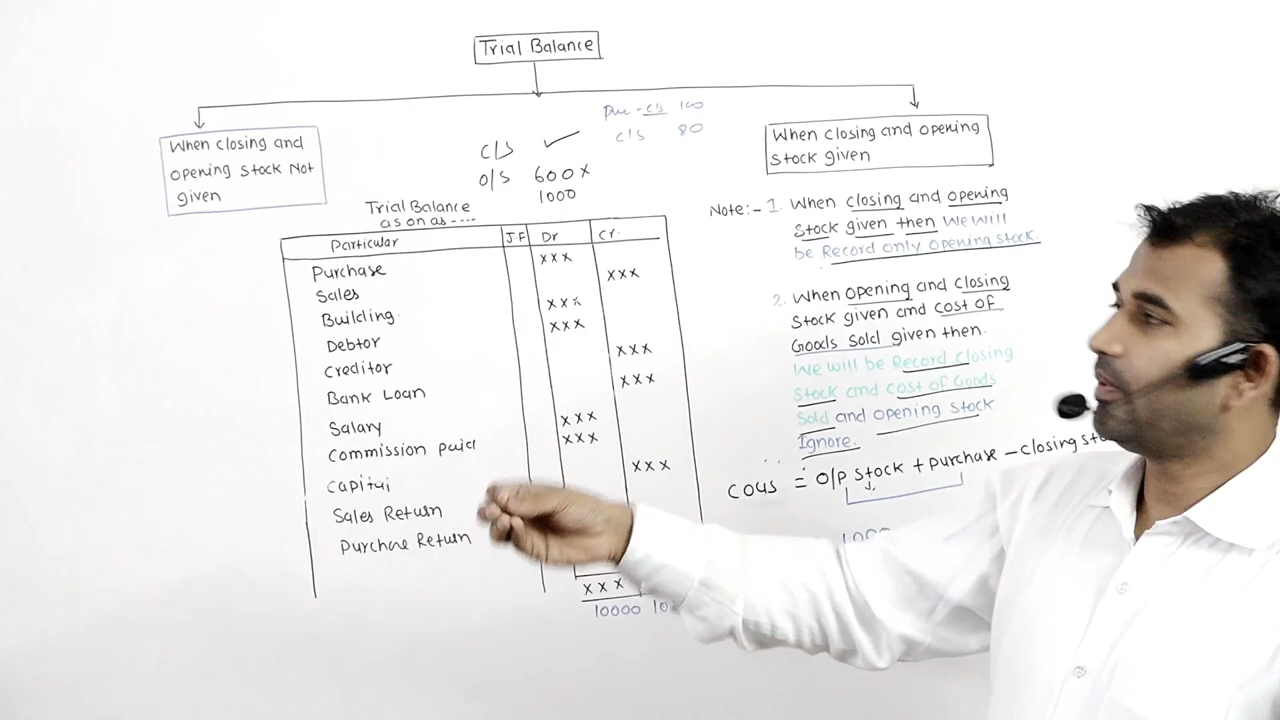 Trial Balance
When closing and
opening stock Not
given
C/S
O/S 600 x
1000
Pur - C/S 100
C/S 80
When closing and opening
stock given
Trial Balance
as on as ----
Particular J.F Dr Cr.
Purchase xxx
Sales xxx
Building xxx
Debtor xxx
Creditor xxx
Bank Loan xxx
Salary xxx
Commission paid xxx
Capital xxx
Sales Return
Purchase Return
xxx
10000
Note:- 1. When closing and opening
stock given then We will
be Record only opening stock.
2. When opening and closing
stock given and cost of
Goods sold given then.
We will be Record closing
stock and cost of Goods
sold and opening stock
Ignore.
COGS = O/P stock + purchase - closing